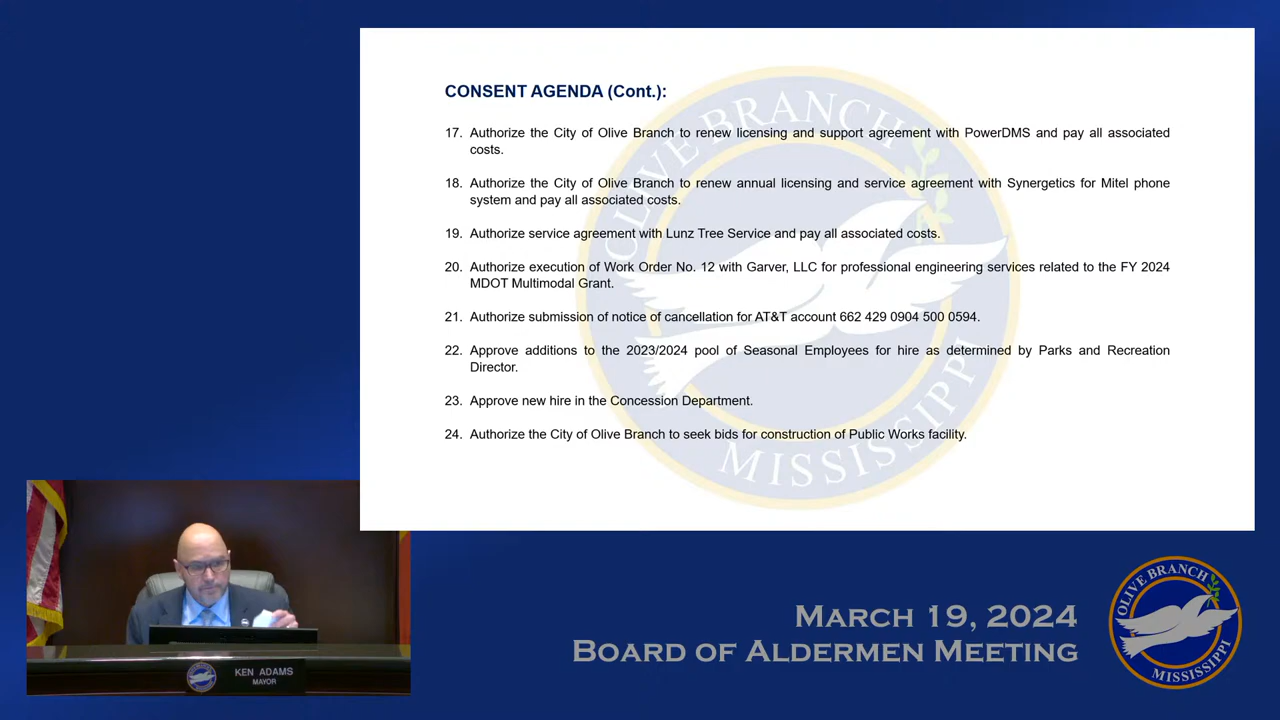 CONSENT AGENDA (Cont.):
17. Authorize the City of Olive Branch to renew licensing and support agreement with PowerDMS and pay all associated
costs.
18. Authorize the City of Olive Branch to renew annual licensing and service agreement with Synergetics for Mitel phone
system and pay all associated costs.
19. Authorize service agreement with Lunz Tree Service and pay all associated costs.
20. Authorize execution of Work Order No. 12 with Garver, LLC for professional engineering services related to the FY 2024
MDOT Multimodal Grant.
21. Authorize submission of notice of cancellation for AT&T account 662 429 0904 500 0594.
22. Approve additions to the 2023/2024 pool of Seasonal Employees for hire as determined by Parks and Recreation
Director.
23. Approve new hire in the Concession Department.
24. Authorize the City of Olive Branch to seek bids for construction of Public Works facility.
OLIVE BRANCH
MISSISSIPPI
KEN ADAMS
MAYOR
MARCH 19, 2024
BOARD OF ALDERMEN MEETING
OLIVE BRANCH
MISSISSIPPI